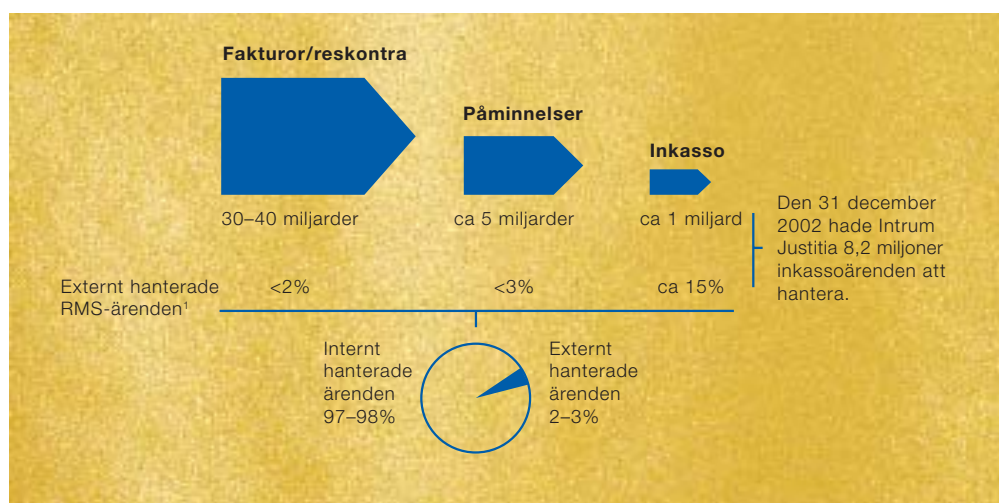 Fakturor/reskontra
Påminnelser
Inkasso
30–40 miljarder
ca 5 miljarder
ca 1 miljard
Den 31 december
2002 hade Intrum
Justitia 8,2 miljoner
inkassoärenden att
hantera.
Externt hanterade
RMS-ärenden¹
<2%
<3%
ca 15%
Internt
hanterade
ärenden
97–98%
Externt
hanterade
ärenden
2–3%